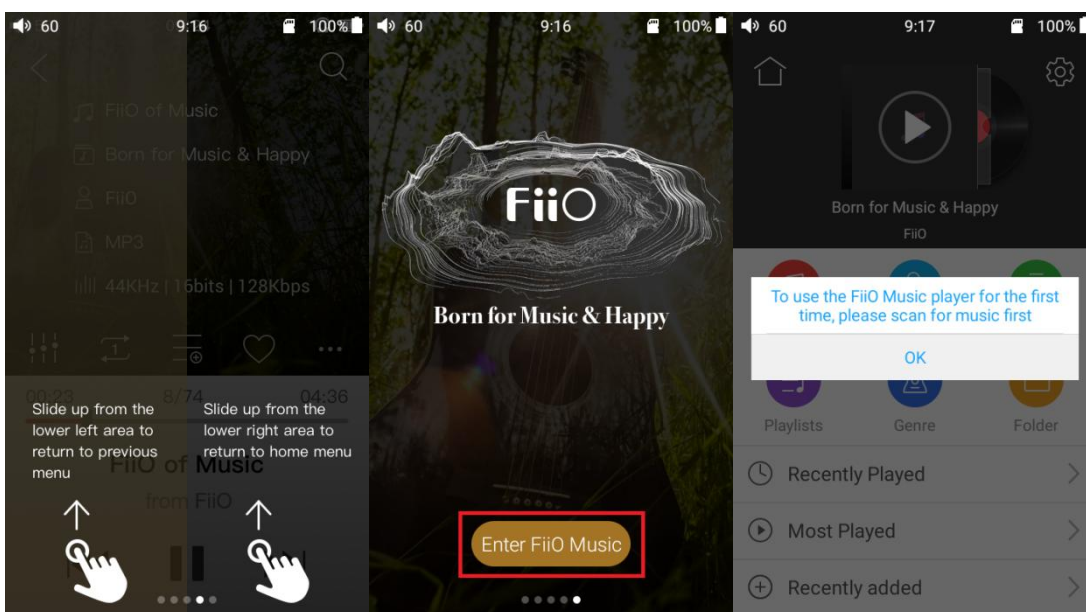 60 9:16 100%
FiiO of Music
Born for Music & Happy
FiiO
MP3
44KHz | 16bits | 128Kbps
00:23 8/74 04:36
Slide up from the
lower left area to
return to previous
menu
Slide up from the
lower right area to
return to home menu
FiiO of Music
from FiiO
60 9:16 100%
FiiO
Born for Music & Happy
Enter FiiO Music
60 9:17 100%
Born for Music & Happy
FiiO
To use the FiiO Music player for the first
time, please scan for music first
OK
Playlists Genre Folder
Recently Played
Most Played
Recently added